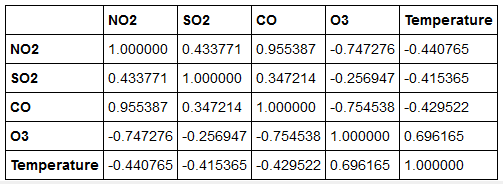 NO2 SO2 CO O3 Temperature
NO2 1.000000 0.433771 0.955387 -0.747276 -0.440765
SO2 0.433771 1.000000 0.347214 -0.256947 -0.415365
CO 0.955387 0.347214 1.000000 -0.754538 -0.429522
O3 -0.747276 -0.256947 -0.754538 1.000000 0.696165
Temperature -0.440765 -0.415365 -0.429522 0.696165 1.000000